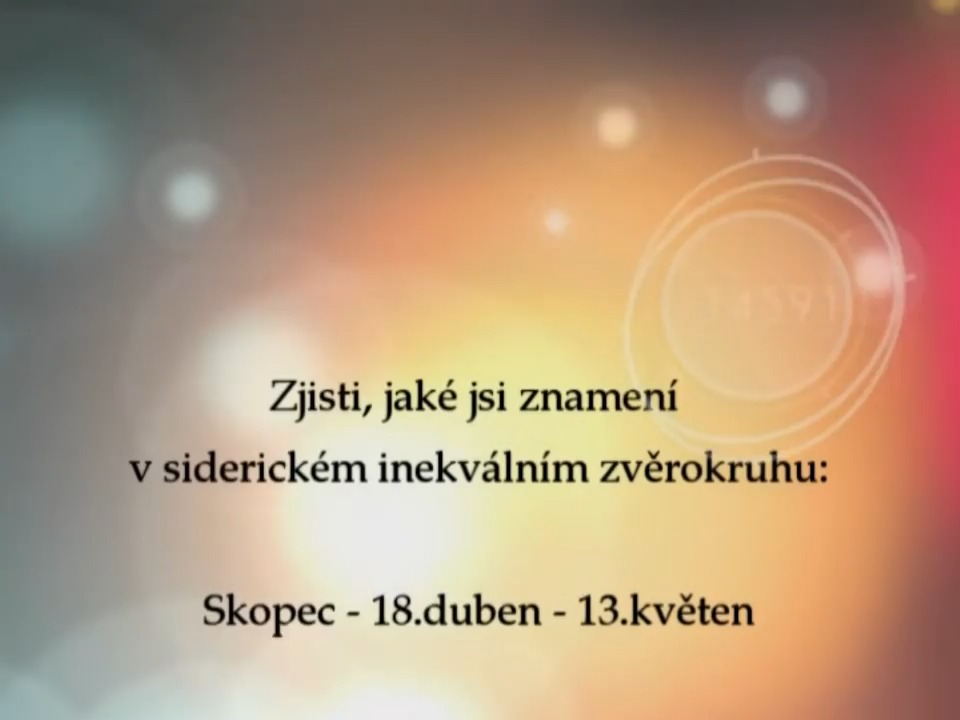 Zjisti, jaké jsi znamení
v siderickém inekválním zvěrokruhu:
Skopec - 18.duben - 13.květen